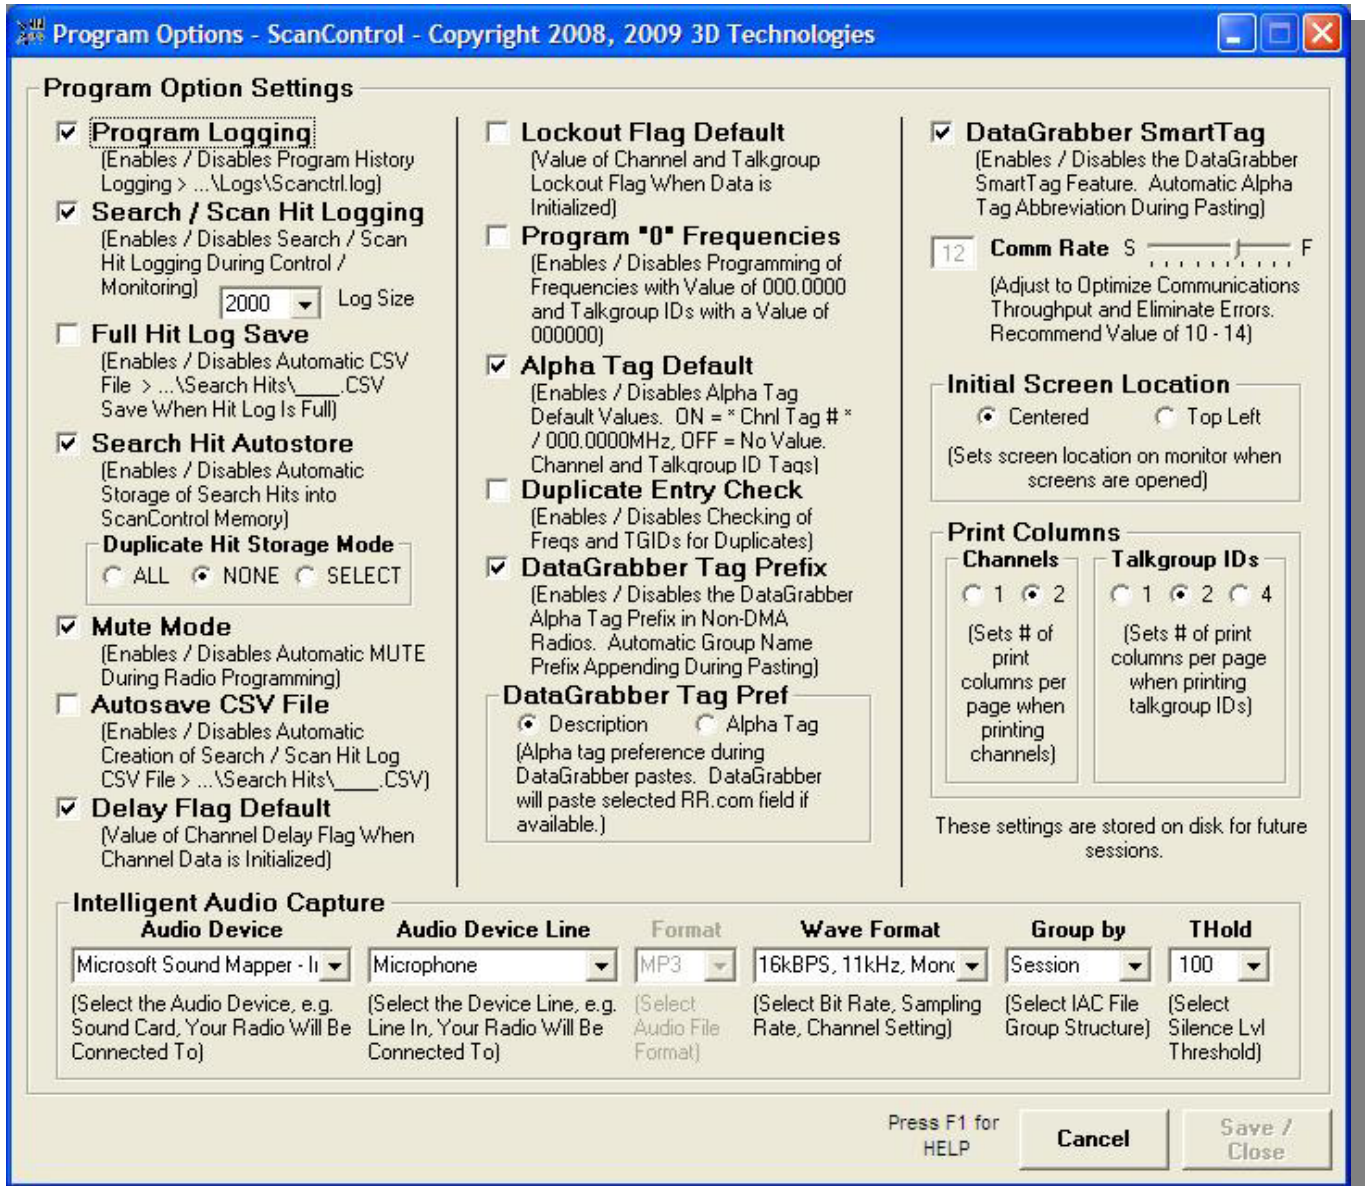 Program Options - ScanControl - Copyright 2008, 2009 3D Technologies
Program Option Settings
Program Logging
(Enables / Disables Program History
Logging > ...\Logs\Scanctrl.log)
Search / Scan Hit Logging
(Enables / Disables Search / Scan
Hit Logging During Control /
Monitoring)
2000 Log Size
Full Hit Log Save
(Enables / Disables Automatic CSV
File > ...\Search Hits\____.CSV
Save When Hit Log Is Full)
Search Hit Autostore
(Enables / Disables Automatic
Storage of Search Hits into
ScanControl Memory)
Duplicate Hit Storage Mode
ALL NONE SELECT
Mute Mode
(Enables / Disables Automatic MUTE
During Radio Programming)
Autosave CSV File
(Enables / Disables Automatic
Creation of Search / Scan Hit Log
CSV File > ...\Search Hits\____.CSV)
Delay Flag Default
(Value of Channel Delay Flag When
Channel Data is Initialized)
Lockout Flag Default
(Value of Channel and Talkgroup
Lockout Flag When Data is
Initialized)
Program "0" Frequencies
(Enables / Disables Programming of
Frequencies with Value of 000.0000
and Talkgroup IDs with a Value of
000000)
Alpha Tag Default
(Enables / Disables Alpha Tag
Default Values. ON = * Chnl Tag # *
/ 000.0000MHz, OFF = No Value.
Channel and Talkgroup ID Tags)
Duplicate Entry Check
(Enables / Disables Checking of
Freqs and TGIDs for Duplicates)
DataGrabber Tag Prefix
(Enables / Disables the DataGrabber
Alpha Tag Prefix in Non-DMA
Radios. Automatic Group Name
Prefix Appending During Pasting)
DataGrabber Tag Pref
Description Alpha Tag
(Alpha tag preference during
DataGrabber pastes. DataGrabber
will paste selected RR.com field if
available.)
DataGrabber SmartTag
(Enables / Disables the DataGrabber
SmartTag Feature. Automatic Alpha
Tag Abbreviation During Pasting)
12 Comm Rate S F
(Adjust to Optimize Communications
Throughput and Eliminate Errors.
Recommend Value of 10 - 14)
Initial Screen Location
Centered Top Left
(Sets screen location on monitor when
screens are opened)
Print Columns
Channels
1 2
(Sets # of
print
columns per
page when
printing
channels)
Talkgroup IDs
1 2 4
(Sets # of print
columns per page
when printing
talkgroup IDs)
These settings are stored on disk for future
sessions.
Intelligent Audio Capture
Audio Device Audio Device Line Format Wave Format Group by THold
Microsoft Sound Mapper - I Microphone MP3 16kBPS, 11kHz, Mono Session 100
(Select the Audio Device, e.g.
Sound Card, Your Radio Will Be
Connected To)
(Select the Device Line, e.g.
Line In, Your Radio Will Be
Connected To)
(Select
Audio File
Format)
(Select Bit Rate, Sampling
Rate, Channel Setting)
(Select IAC File
Group Structure)
(Select
Silence Lvl
Threshold)
Press F1 for
HELP
Cancel
Save /
Close